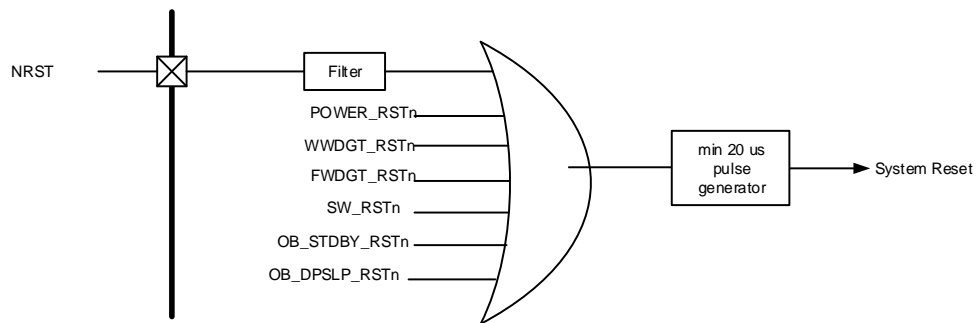 NRST
Filter
POWER_RSTn
WWDGT_RSTn
FWDGT_RSTn
SW_RSTn
OB_STDBY_RSTn
OB_DPSLP_RSTn
min 20 us
pulse
generator
System Reset